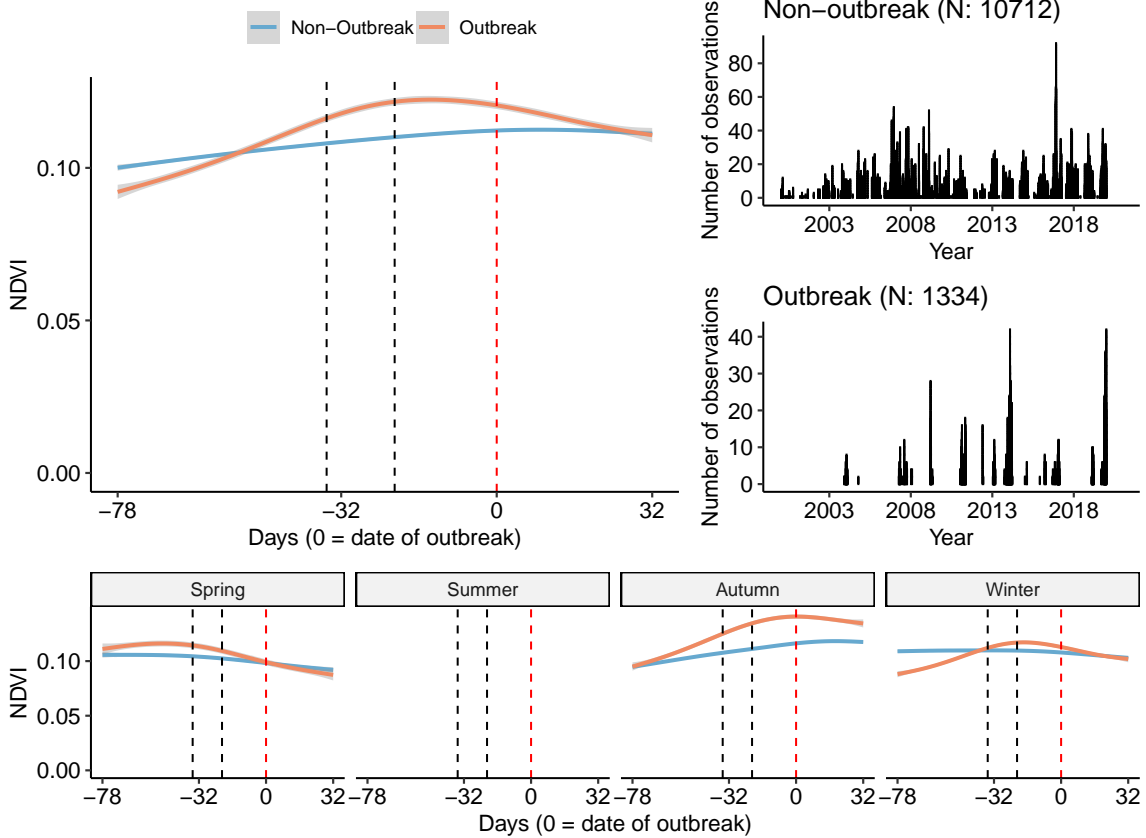 Non−Outbreak Outbreak
NDVI
0.10
0.05
0.00
−78 −32 0 32
Days (0 = date of outbreak)
Non−outbreak (N: 10712)
Number of observations
80
60
40
20
0
2003 2008 2013 2018
Year
Outbreak (N: 1334)
Number of observations
40
30
20
10
0
2003 2008 2013 2018
Year
Spring Summer Autumn Winter
NDVI
0.10
0.05
0.00
−78 −32 0 32 −78 −32 0 32 −78 −32 0 32 −78 −32 0 32
Days (0 = date of outbreak)